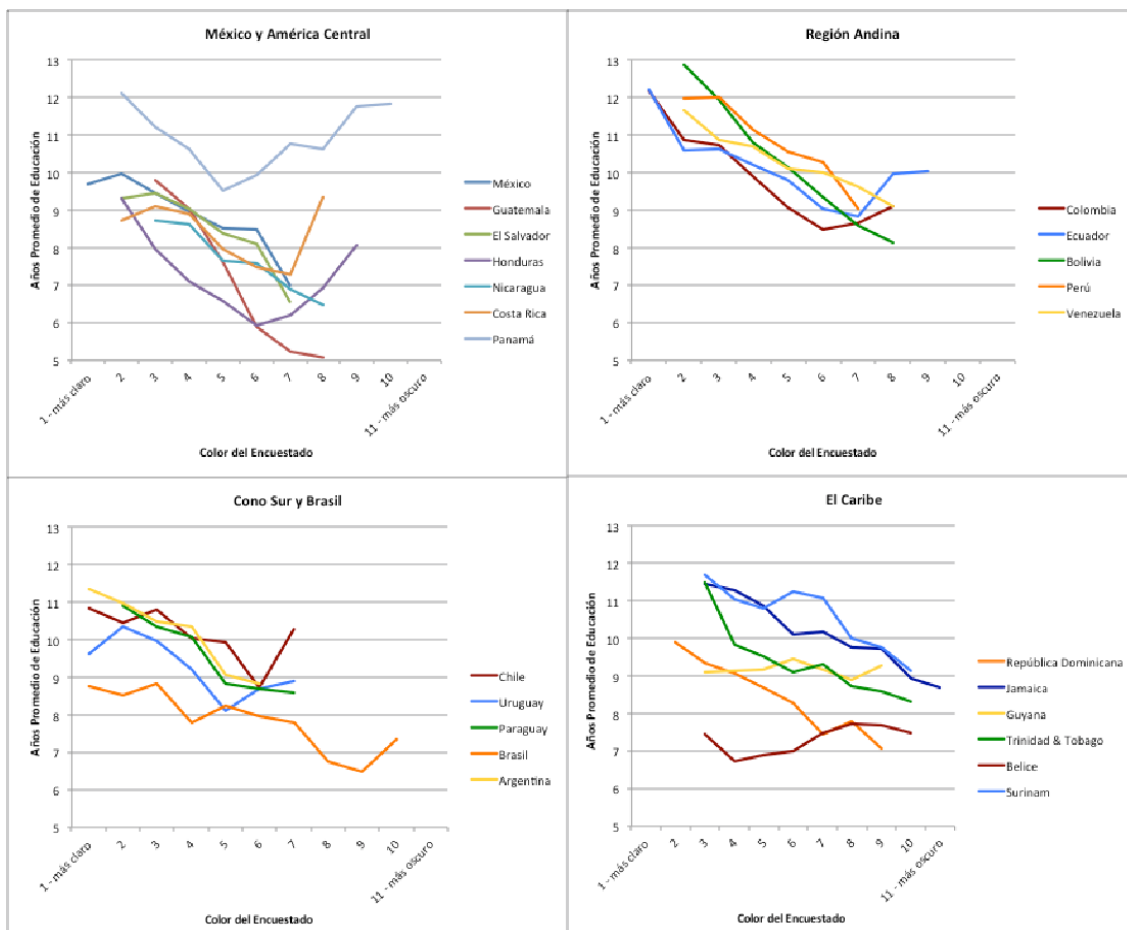 México y América Central
Años Promedio de Educación
13
12
11
10
9
8
7
6
5
1 - más claro
2
3
4
5
6
7
8
9
10
11 - más oscuro
Color del Encuestado
México
Guatemala
El Salvador
Honduras
Nicaragua
Costa Rica
Panamá
Región Andina
Años Promedio de Educación
13
12
11
10
9
8
7
6
5
1 - más claro
2
3
4
5
6
7
8
9
10
11 - más oscuro
Color del Encuestado
Colombia
Ecuador
Bolivia
Perú
Venezuela
Cono Sur y Brasil
Años Promedio de Educación
13
12
11
10
9
8
7
6
5
1 - más claro
2
3
4
5
6
7
8
9
10
11 - más oscuro
Color del Encuestado
Chile
Uruguay
Paraguay
Brasil
Argentina
El Caribe
Años Promedio de Educación
13
12
11
10
9
8
7
6
5
1 - más claro
2
3
4
5
6
7
8
9
10
11 - más oscuro
Color del Encuestado
República Dominicana
Jamaica
Guyana
Trinidad & Tobago
Belice
Surinam